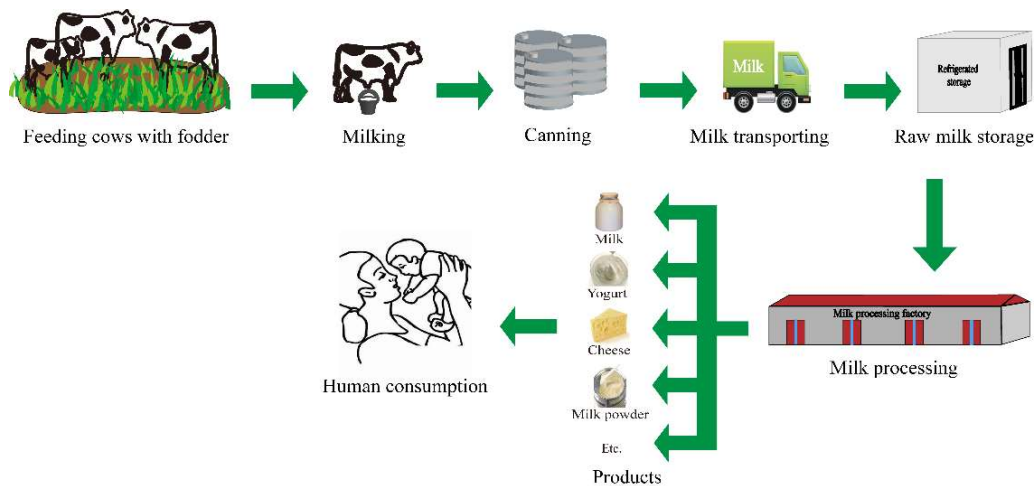 Milk
Refrigerated
storage
Feeding cows with fodder
Milking
Canning
Milk transporting
Raw milk storage
Milk
Yogurt
Cheese
Milk powder
Etc.
Products
Milk processing factory
Milk processing
Human consumption